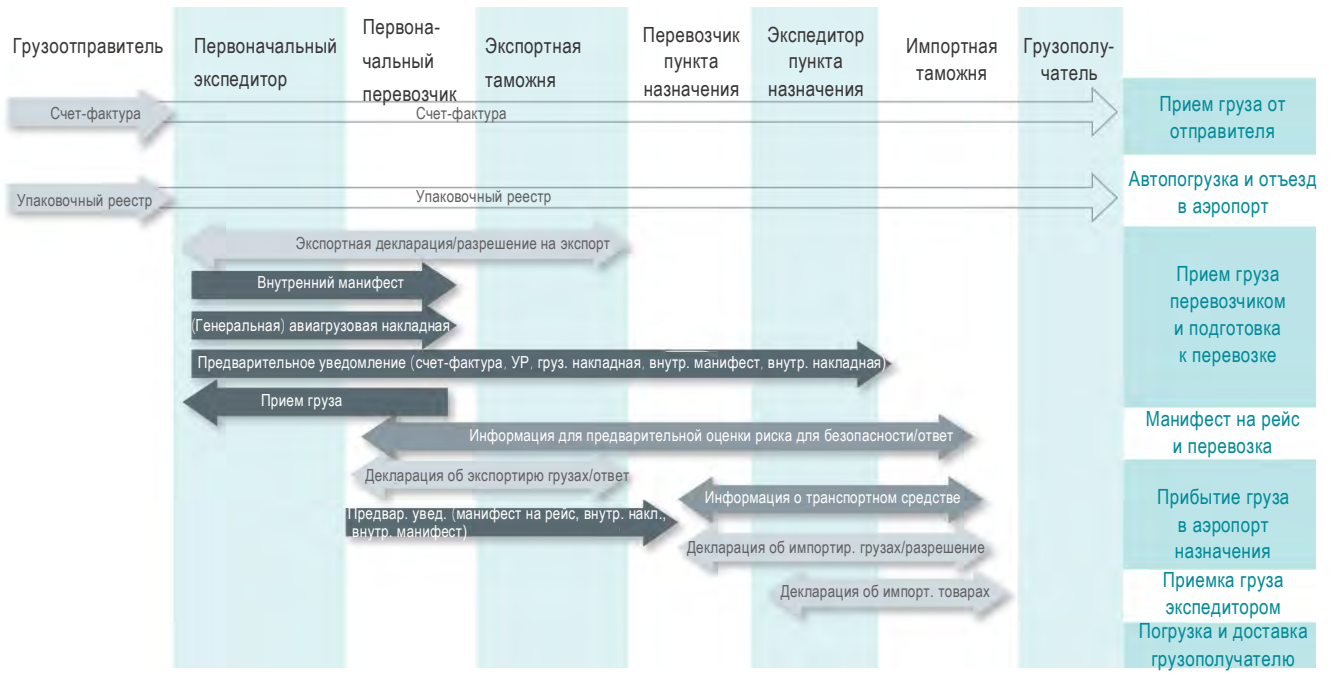 Грузоотправитель
Первоначальный
экспедитор
Первона-
чальный
перевозчик
Экспортная
таможня
Перевозчик
пункта
назначения
Экспедитор
пункта
назначения
Импортная
таможня
Грузополу-
чатель
Счет-фактура
Счет-фактура
Прием груза от
отправителя
Упаковочный реестр
Упаковочный реестр
Автопогрузка и отъезд
в аэропорт
Экспортная декларация/разрешение на экспорт
Внутренний манифест
(Генеральная) авиагрузовая накладная
Предварительное уведомление (счет-фактура, УР, груз. накладная, внутр. манифест, внутр. накладная)
Прием груза
Прием груза
перевозчиком
и подготовка
к перевозке
Информация для предварительной оценки риска для безопасности/ответ
Манифест на рейс
и перевозка
Декларация об экспортирю грузах/ответ
Информация о транспортном средстве
Предвар. увед. (манифест на рейс, внутр. накл.,
внутр. манифест)
Декларация об импортир. грузах/разрешение
Прибытие груза
в аэропорт
назначения
Декларация об импорт. товарах
Приемка груза
экспедитором
Погрузка и доставка
грузополучателю